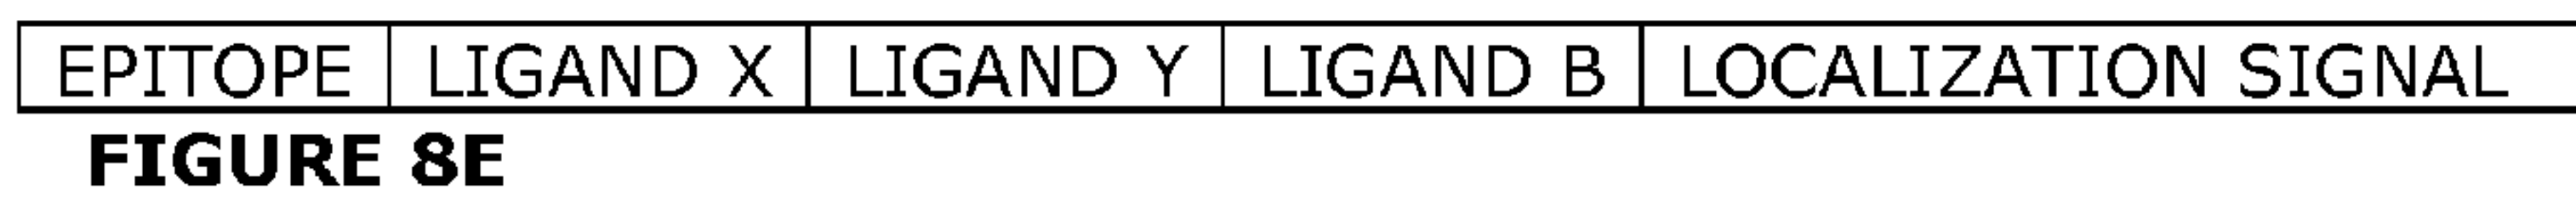 EPITOPE LIGAND X LIGAND Y LIGAND B LOCALIZATION SIGNAL
FIGURE 8E